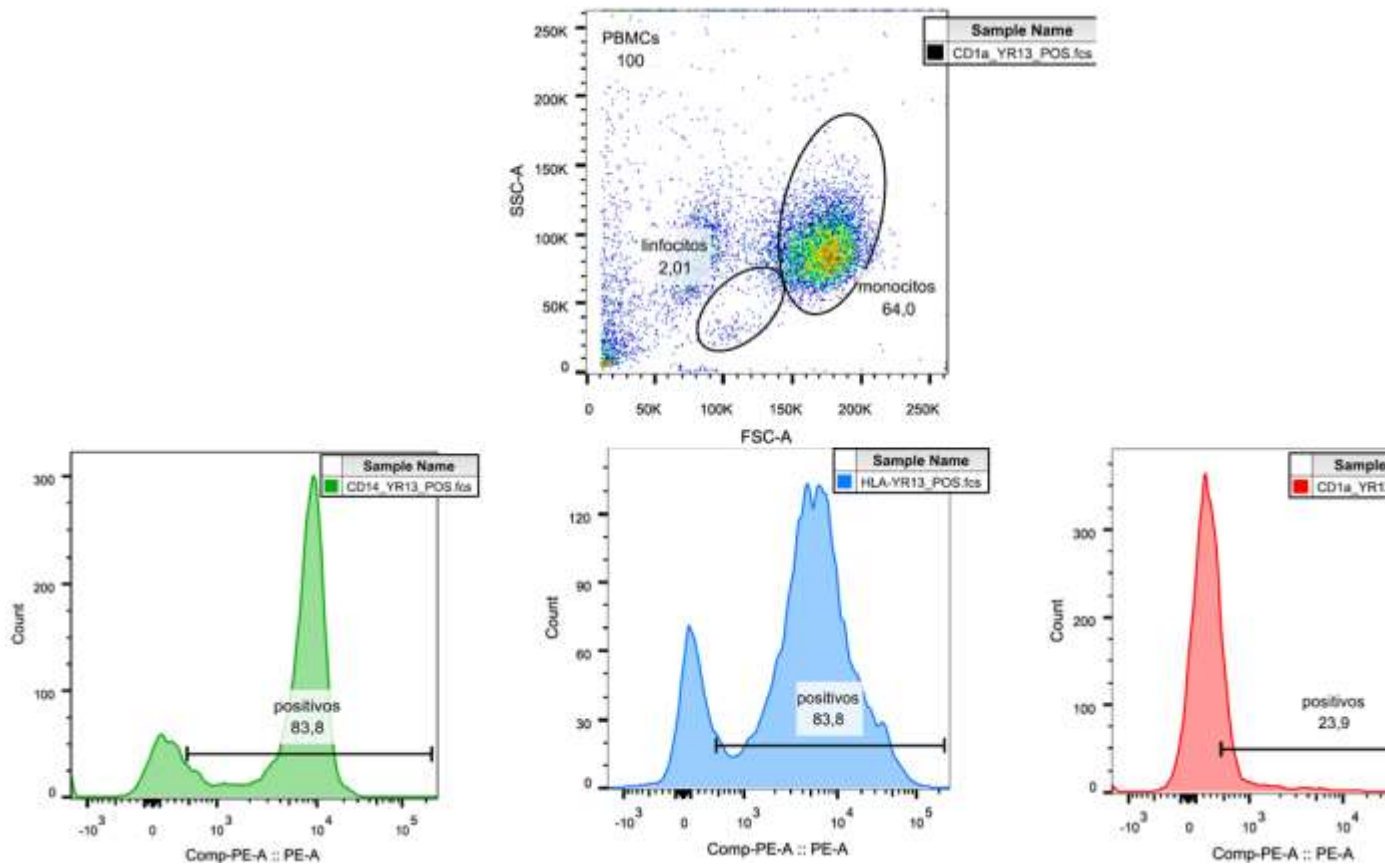 250K
200K
150K
100K
50K
0
SSC-A
PBMCs
100
Sample Name
CD1a_YR13_POS.fcs
linfocitos
2,01
monocitos
64,0
0 50K 100K 150K 200K 250K
FSC-A
300
200
100
0
Count
Sample Name
CD14_YR13_POS.fcs
positivos
83,8
-10^3 0 10^3 10^4 10^5
Comp-PE-A :: PE-A
120
90
60
30
0
Count
Sample Name
HLA-YR13_POS.fcs
positivos
83,8
-10^3 0 10^3 10^4 10^5
Comp-PE-A :: PE-A
300
200
100
0
Count
Sample
CD1a_YR1
positivos
23,9
-10^3 0 10^3 10^4
Comp-PE-A :: PE-A